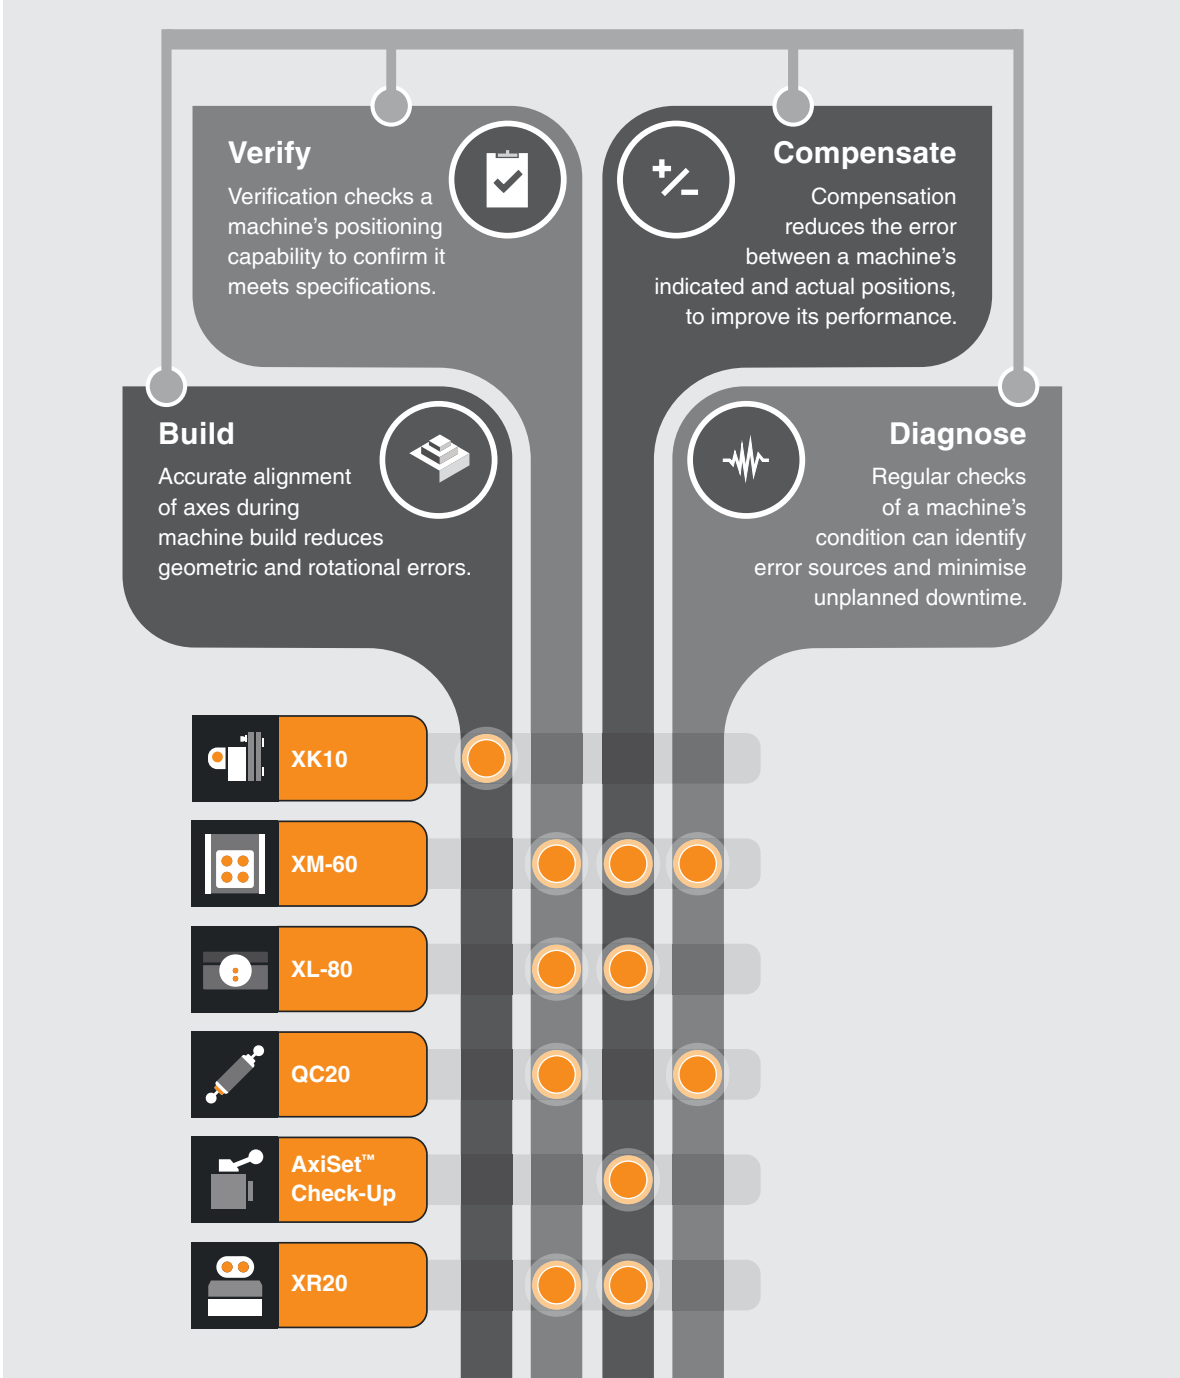 Verify
Verification checks a
machine’s positioning
capability to confirm it
meets specifications.
Compensate
Compensation
reduces the error
between a machine’s
indicated and actual positions,
to improve its performance.
Build
Accurate alignment
of axes during
machine build reduces
geometric and rotational errors.
Diagnose
Regular checks
of a machine’s
condition can identify
error sources and minimise
unplanned downtime.
XK10
XM-60
XL-80
QC20
AxiSet™
Check-Up
XR20